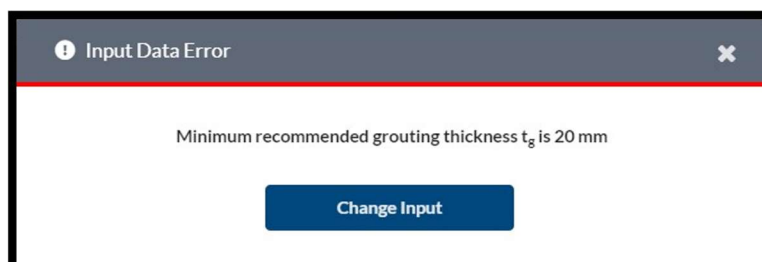 Input Data Error
Minimum recommended grouting thickness tg is 20 mm
Change Input